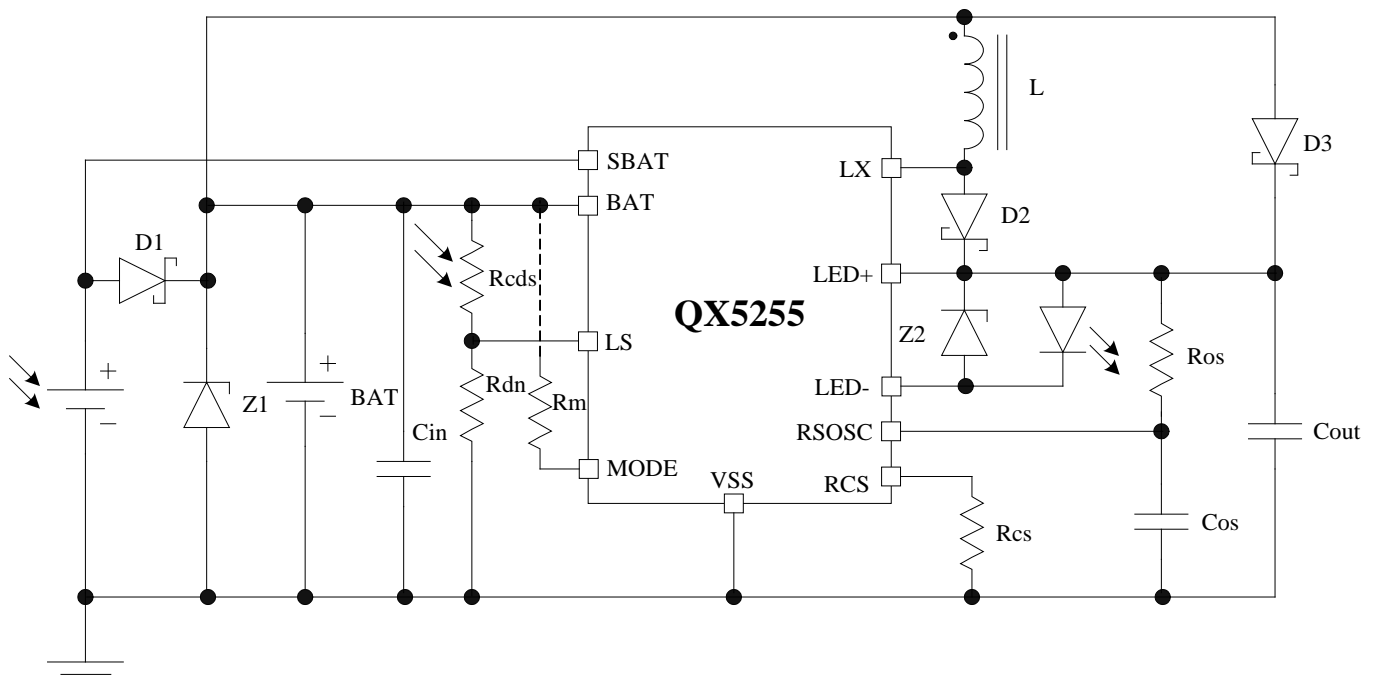 L
D3
SBAT
LX
BAT
D2
D1
Rcds
LED+
QX5255
LS
Z2
Ros
Rdn
LED-
+
Z1
+
BAT
Rm
-
-
Cin
RSOSC
Cout
MODE
VSS
RCS
Rcs
Cos